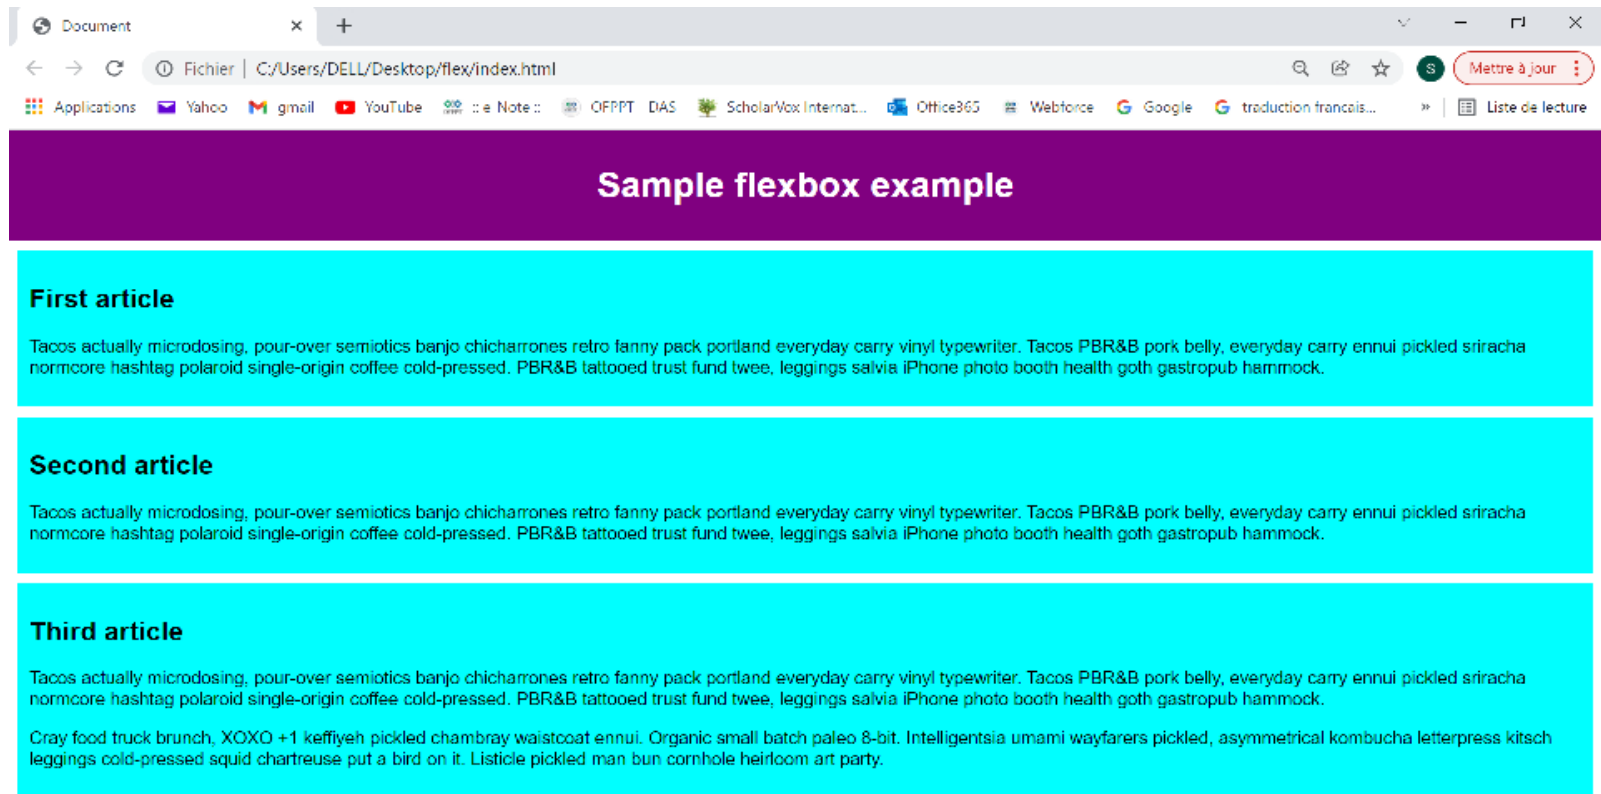 Document
Fichier | C:/Users/DELL/Desktop/flex/index.html
S
Mettre à jour
Applications Yahoo gmail YouTube :: e Note :: OFPPT DAS ScholarVox Internat... Office365 Webforce Google traduction francais... » Liste de lecture
Sample flexbox example
First article
Tacos actually microdosing, pour-over semiotics banjo chicharrones retro fanny pack portland everyday carry vinyl typewriter. Tacos PBR&B pork belly, everyday carry ennui pickled sriracha
normcore hashtag polaroid single-origin coffee cold-pressed. PBR&B tattooed trust fund twee, leggings salvia iPhone photo booth health goth gastropub hammock.
Second article
Tacos actually microdosing, pour-over semiotics banjo chicharrones retro fanny pack portland everyday carry vinyl typewriter. Tacos PBR&B pork belly, everyday carry ennui pickled sriracha
normcore hashtag polaroid single-origin coffee cold-pressed. PBR&B tattooed trust fund twee, leggings salvia iPhone photo booth health goth gastropub hammock.
Third article
Tacos actually microdosing, pour-over semiotics banjo chicharrones retro fanny pack portland everyday carry vinyl typewriter. Tacos PBR&B pork belly, everyday carry ennui pickled sriracha
normcore hashtag polaroid single-origin coffee cold-pressed. PBR&B tattooed trust fund twee, leggings salvia iPhone photo booth health goth gastropub hammock.
Cray food truck brunch, XOXO +1 keffiyeh pickled chambray waistcoat ennui. Organic small batch paleo 8-bit. Intelligentsia umami wayfarers pickled, asymmetrical kombucha letterpress kitsch
leggings cold-pressed squid chartreuse put a bird on it. Listicle pickled man bun cornhole heirloom art party.